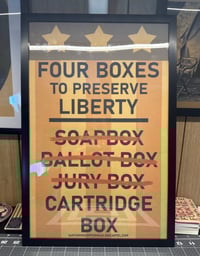 FOUR BOXES
TO PRESERVE
LIBERTY
SOAPBOX
BALLOT BOX
JURY BOX
CARTRIDGE
BOX